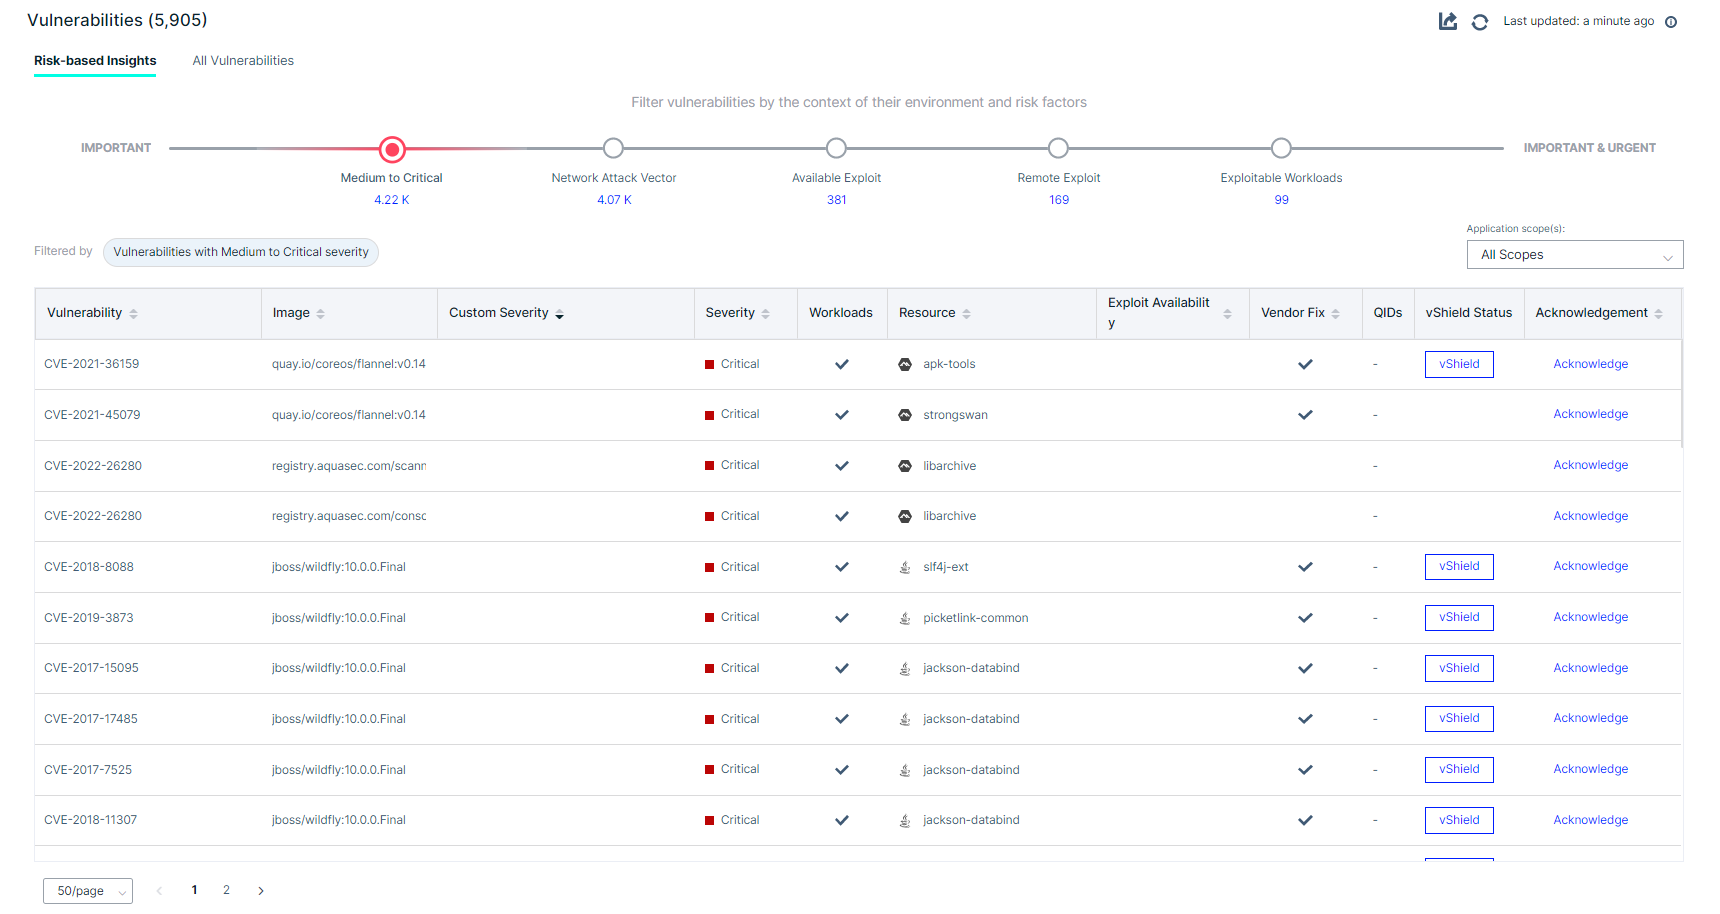 Vulnerabilities (5,905)
Last updated: a minute ago
Risk-based Insights
All Vulnerabilities
Filter vulnerabilities by the context of their environment and risk factors
IMPORTANT
IMPORTANT & URGENT
Medium to Critical
Network Attack Vector
Available Exploit
Remote Exploit
Exploitable Workloads
4.22 K
4.07 K
381
169
99
Application scope(s):
Filtered by
Vulnerabilities with Medium to Critical severity
All Scopes
Vulnerability
Image
Custom Severity
Severity
Workloads
Resource
Exploit Availabilit
y
Vendor Fix
QIDs
vShield Status
Acknowledgement
CVE-2021-36159 quay.io/coreos/flannel:v0.14 Critical apk-tools - vShield Acknowledge
CVE-2021-45079 quay.io/coreos/flannel:v0.14 Critical strongswan - Acknowledge
CVE-2022-26280 registry.aquasec.com/scann Critical libarchive - Acknowledge
CVE-2022-26280 registry.aquasec.com/consc Critical libarchive - Acknowledge
CVE-2018-8088 jboss/wildfly:10.0.0.Final Critical slf4j-ext - vShield Acknowledge
CVE-2019-3873 jboss/wildfly:10.0.0.Final Critical picketlink-common - vShield Acknowledge
CVE-2017-15095 jboss/wildfly:10.0.0.Final Critical jackson-databind - vShield Acknowledge
CVE-2017-17485 jboss/wildfly:10.0.0.Final Critical jackson-databind - vShield Acknowledge
CVE-2017-7525 jboss/wildfly:10.0.0.Final Critical jackson-databind - vShield Acknowledge
CVE-2018-11307 jboss/wildfly:10.0.0.Final Critical jackson-databind - vShield Acknowledge
50/page
1
2